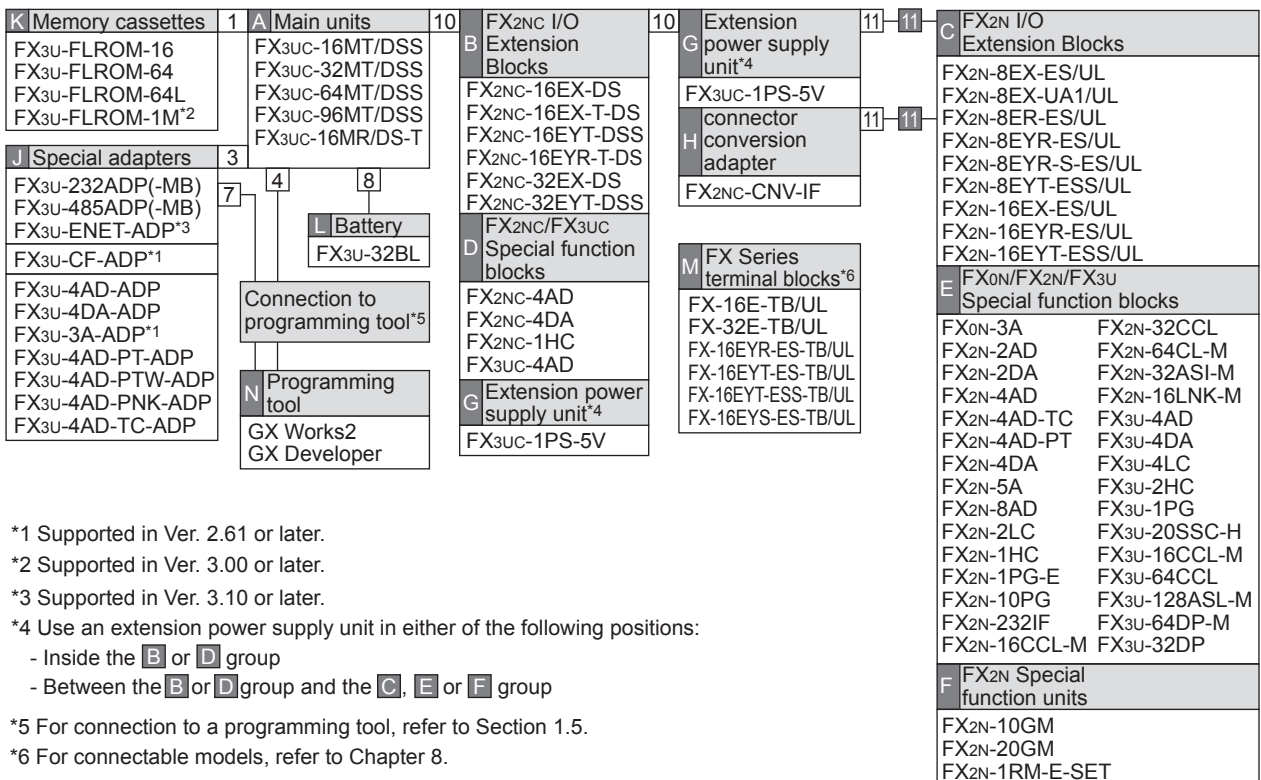 K Memory cassettes
FX3U-FLROM-16
FX3U-FLROM-64
FX3U-FLROM-64L
FX3U-FLROM-1M*2
1
J Special adapters
FX3U-232ADP(-MB)
FX3U-485ADP(-MB)
FX3U-ENET-ADP*3
FX3U-CF-ADP*1
FX3U-4AD-ADP
FX3U-4DA-ADP
FX3U-3A-ADP*1
FX3U-4AD-PT-ADP
FX3U-4AD-PTW-ADP
FX3U-4AD-PNK-ADP
FX3U-4AD-TC-ADP
3
7
A Main units
FX3UC-16MT/DSS
FX3UC-32MT/DSS
FX3UC-64MT/DSS
FX3UC-96MT/DSS
FX3UC-16MR/DS-T
10
4
8
L Battery
FX3U-32BL
Connection to
programming tool*5
N Programming
tool
GX Works2
GX Developer
B FX2NC I/O
Extension
Blocks
FX2NC-16EX-DS
FX2NC-16EX-T-DS
FX2NC-16EYT-DSS
FX2NC-16EYR-T-DS
FX2NC-32EX-DS
FX2NC-32EYT-DSS
D FX2NC/FX3UC
Special function
blocks
FX2NC-4AD
FX2NC-4DA
FX2NC-1HC
FX3UC-4AD
G Extension power
supply unit*4
FX3UC-1PS-5V
10
G Extension
power supply
unit*4
FX3UC-1PS-5V
H connector
conversion
adapter
FX2NC-CNV-IF
11
11
11
11
M FX Series
terminal blocks*6
FX-16E-TB/UL
FX-32E-TB/UL
FX-16EYR-ES-TB/UL
FX-16EYT-ES-TB/UL
FX-16EYT-ESS-TB/UL
FX-16EYS-ES-TB/UL
C FX2N I/O
Extension Blocks
FX2N-8EX-ES/UL
FX2N-8EX-UA1/UL
FX2N-8ER-ES/UL
FX2N-8EYR-ES/UL
FX2N-8EYR-S-ES/UL
FX2N-8EYT-ESS/UL
FX2N-16EX-ES/UL
FX2N-16EYR-ES/UL
FX2N-16EYT-ESS/UL
E FX0N/FX2N/FX3U
Special function blocks
FX0N-3A FX2N-32CCL
FX2N-2AD FX2N-64CL-M
FX2N-2DA FX2N-32ASI-M
FX2N-4AD FX2N-16LNK-M
FX2N-4AD-TC FX3U-4AD
FX2N-4AD-PT FX3U-4DA
FX2N-4DA FX3U-4LC
FX2N-5A FX3U-2HC
FX2N-8AD FX3U-1PG
FX2N-2LC FX3U-20SSC-H
FX2N-1HC FX3U-16CCL-M
FX2N-1PG-E FX3U-64CCL
FX2N-10PG FX3U-128ASL-M
FX2N-232IF FX3U-64DP-M
FX2N-16CCL-M FX3U-32DP
F FX2N Special
function units
FX2N-10GM
FX2N-20GM
FX2N-1RM-E-SET
*1 Supported in Ver. 2.61 or later.
*2 Supported in Ver. 3.00 or later.
*3 Supported in Ver. 3.10 or later.
*4 Use an extension power supply unit in either of the following positions:
- Inside the B or D group
- Between the B or D group and the C, E or F group
*5 For connection to a programming tool, refer to Section 1.5.
*6 For connectable models, refer to Chapter 8.